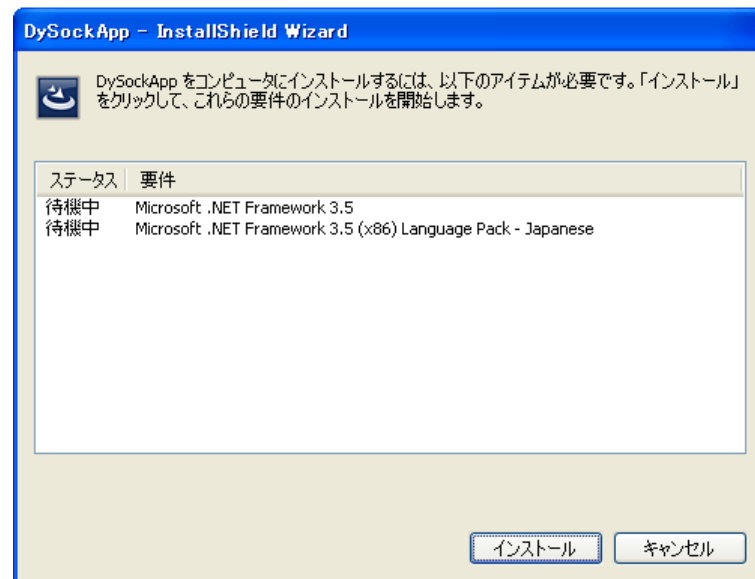 DySockApp - InstallShield Wizard
DySockApp をコンピュータにインストールするには、以下のアイテムが必要です。「インストール」
をクリックして、これらの要件のインストールを開始します。
ステータス 要件
待機中 Microsoft .NET Framework 3.5
待機中 Microsoft .NET Framework 3.5 (x86) Language Pack - Japanese
インストール キャンセル